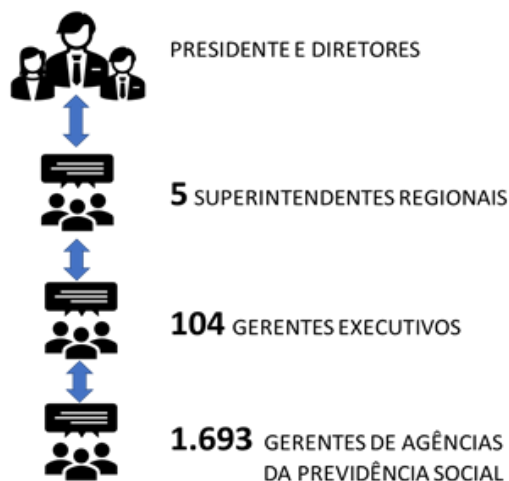 PRESIDENTE E DIRETORES
5 SUPERINTENDENTES REGIONAIS
104 GERENTES EXECUTIVOS
1.693 GERENTES DE AGÊNCIAS
DA PREVIDÊNCIA SOCIAL